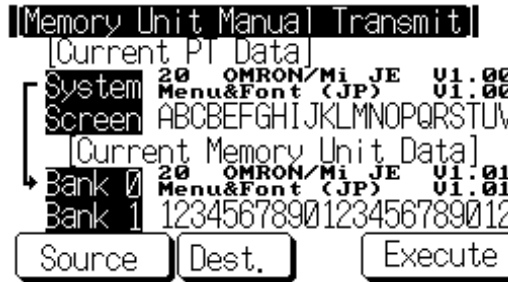 [Memory Unit Manual Transmit]
[Current PT Data]
System 20 OMRON/Mi JE V1.00
Menu&Font (JP) V1.00
Screen ABCBEFGHIJKLMNOPQRSTUV
[Current Memory Unit Data]
Bank 0 20 OMRON/Mi JE V1.01
Menu&Font (JP) V1.01
Bank 1 1234567890123456789012
Source Dest. Execute